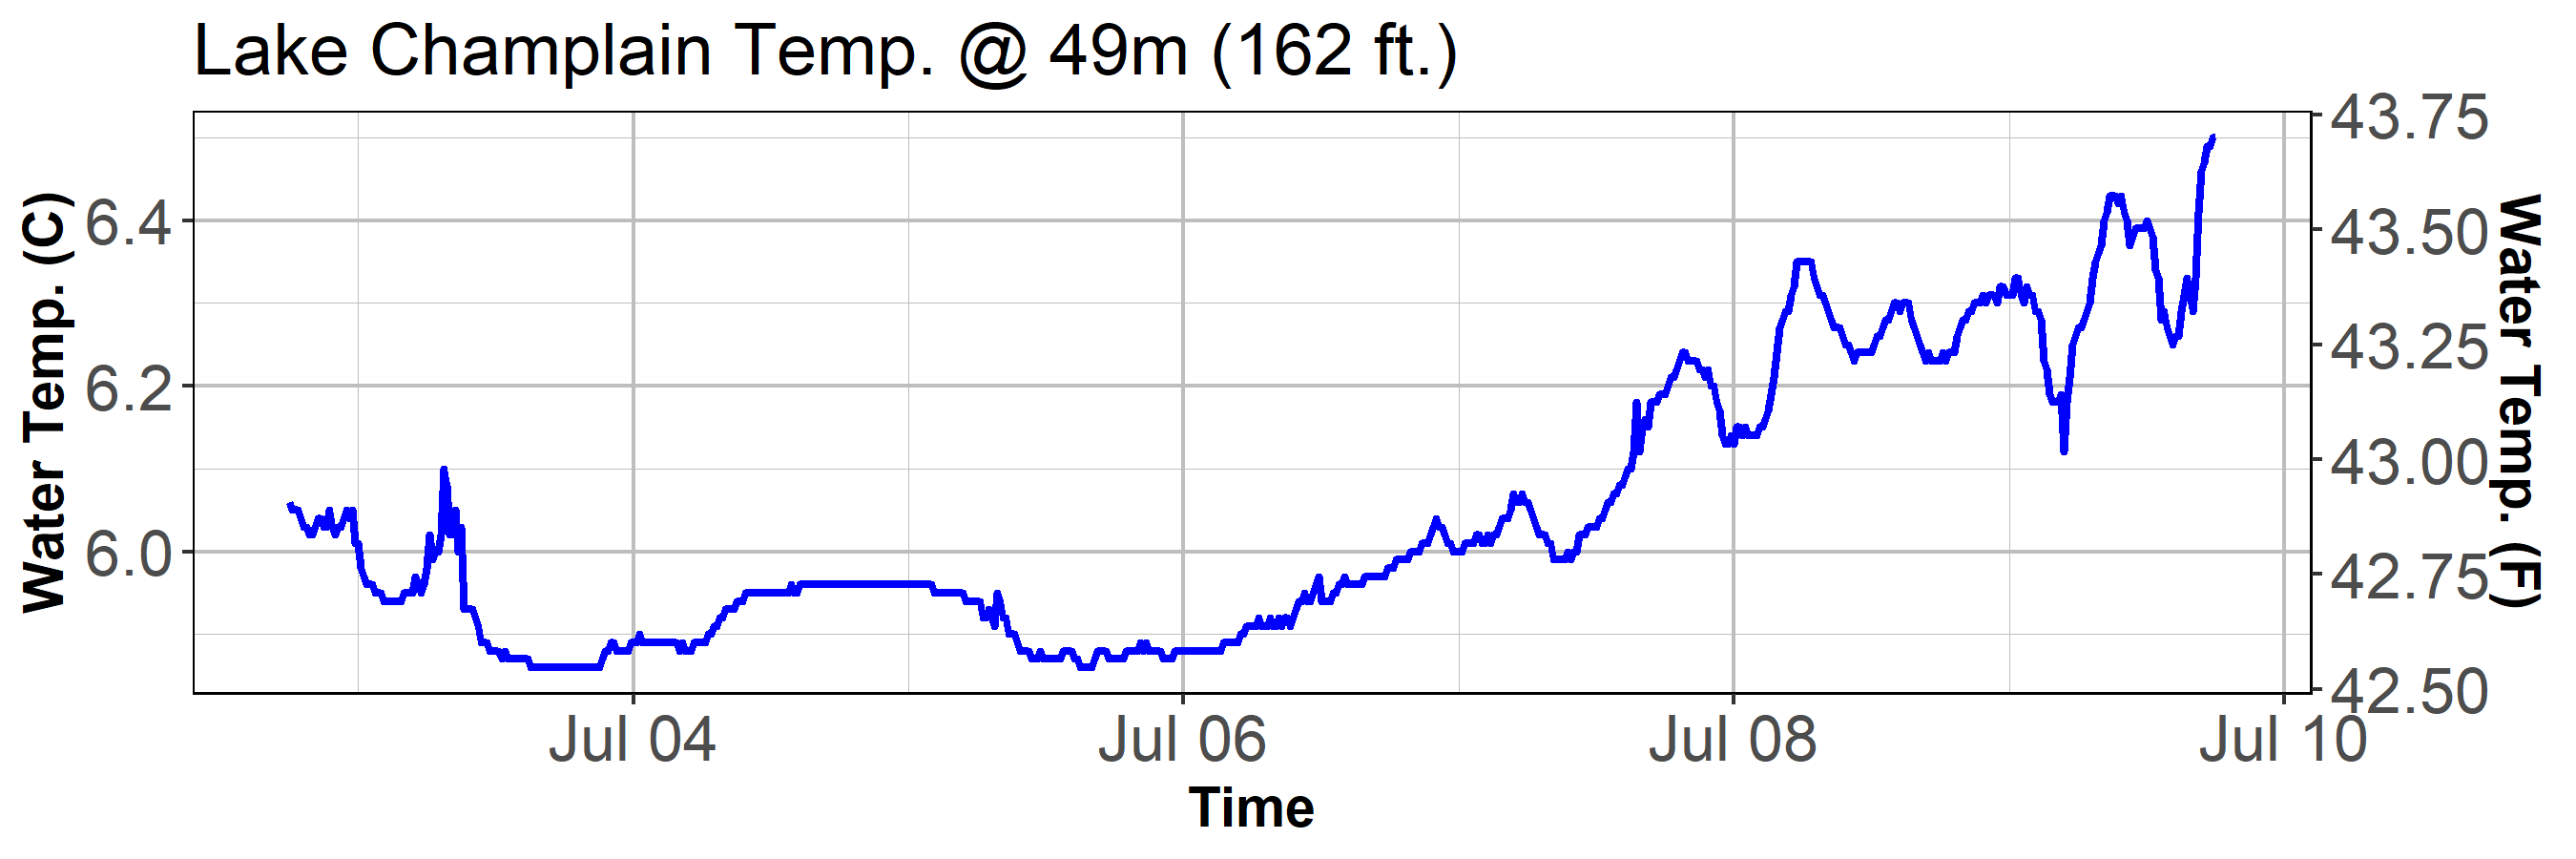 Lake Champlain Temp. @ 49m (162 ft.)
Water Temp. (C)
6.4
6.2
6.0
43.75
43.50
43.25
43.00
42.75
42.50
Water Temp. (F)
Jul 04
Jul 06
Jul 08
Jul 10
Time